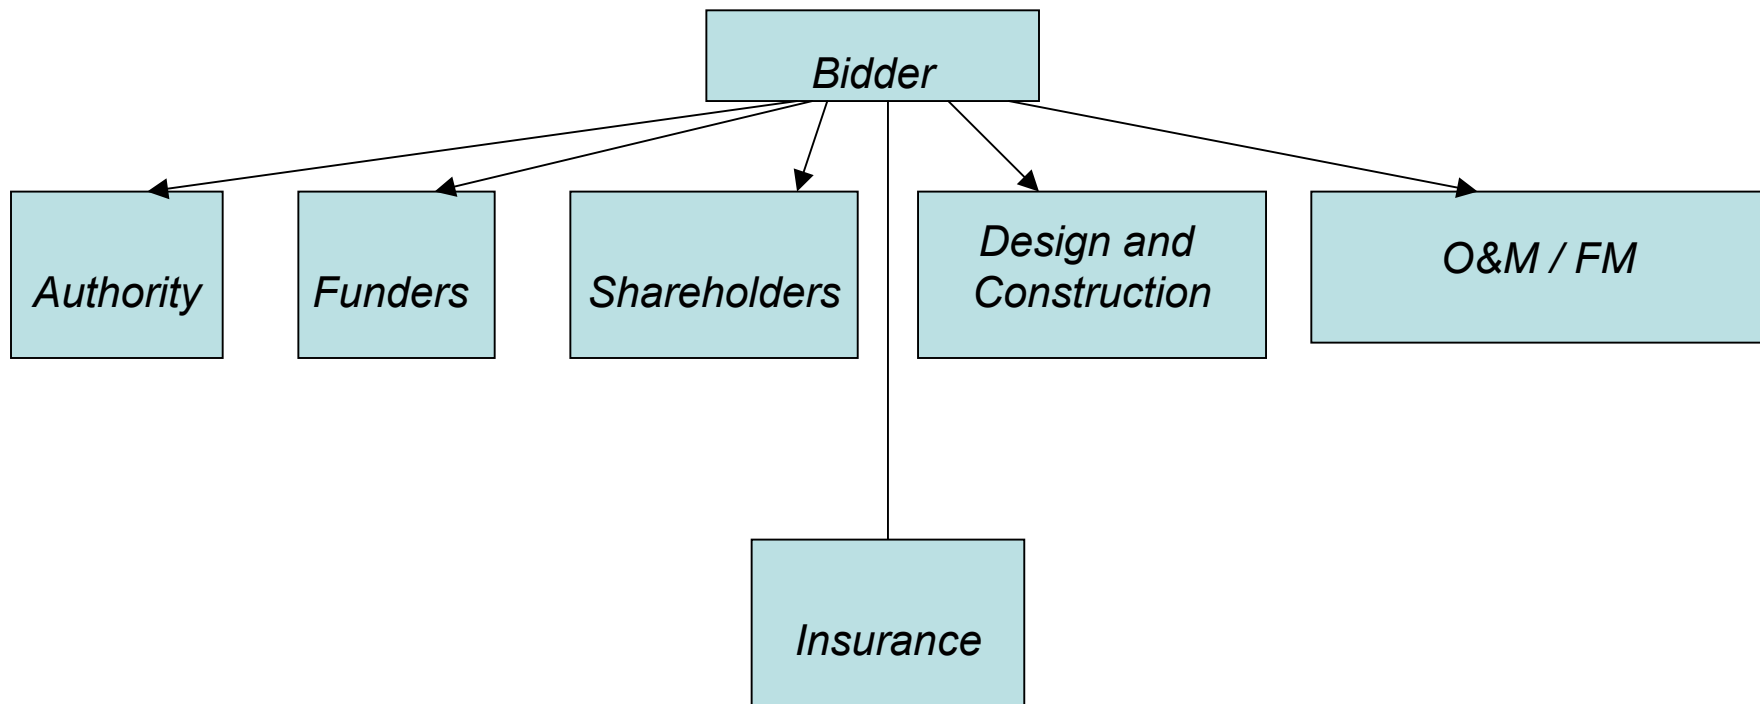 Bidder
Authority
Funders
Shareholders
Design and
Construction
O&M / FM
Insurance